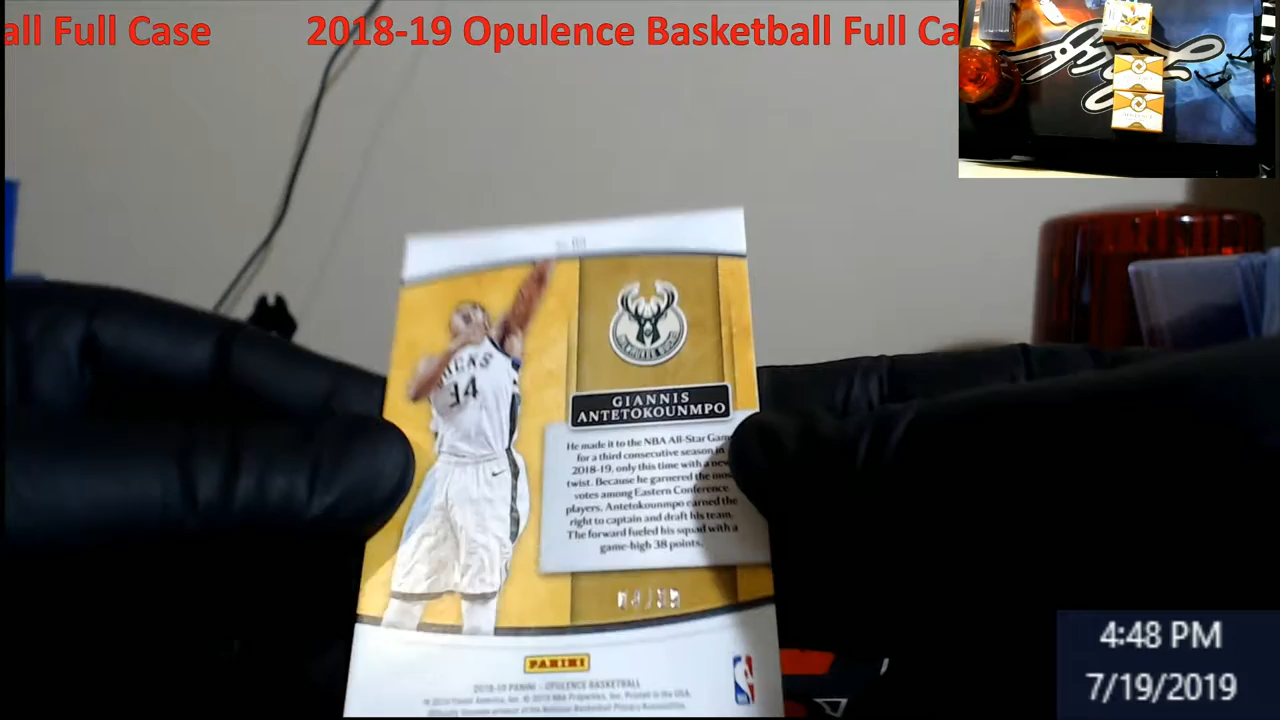 all Full Case 2018-19 Opulence Basketball Full Ca
BUCKS
34
GIANNIS
ANTETOKOUNMPO
He made it to the NBA All-Star Gam
for a third consecutive season in
2018-19, only this time with a new
twist. Because he garnered the most
votes among Eastern Conference
players, Antetokounmpo earned the
right to captain and draft his team.
The forward fueled his squad with a
game-high 38 points.
PANINI
2018-19 PANINI - OPULENCE BASKETBALL
4:48 PM
7/19/2019